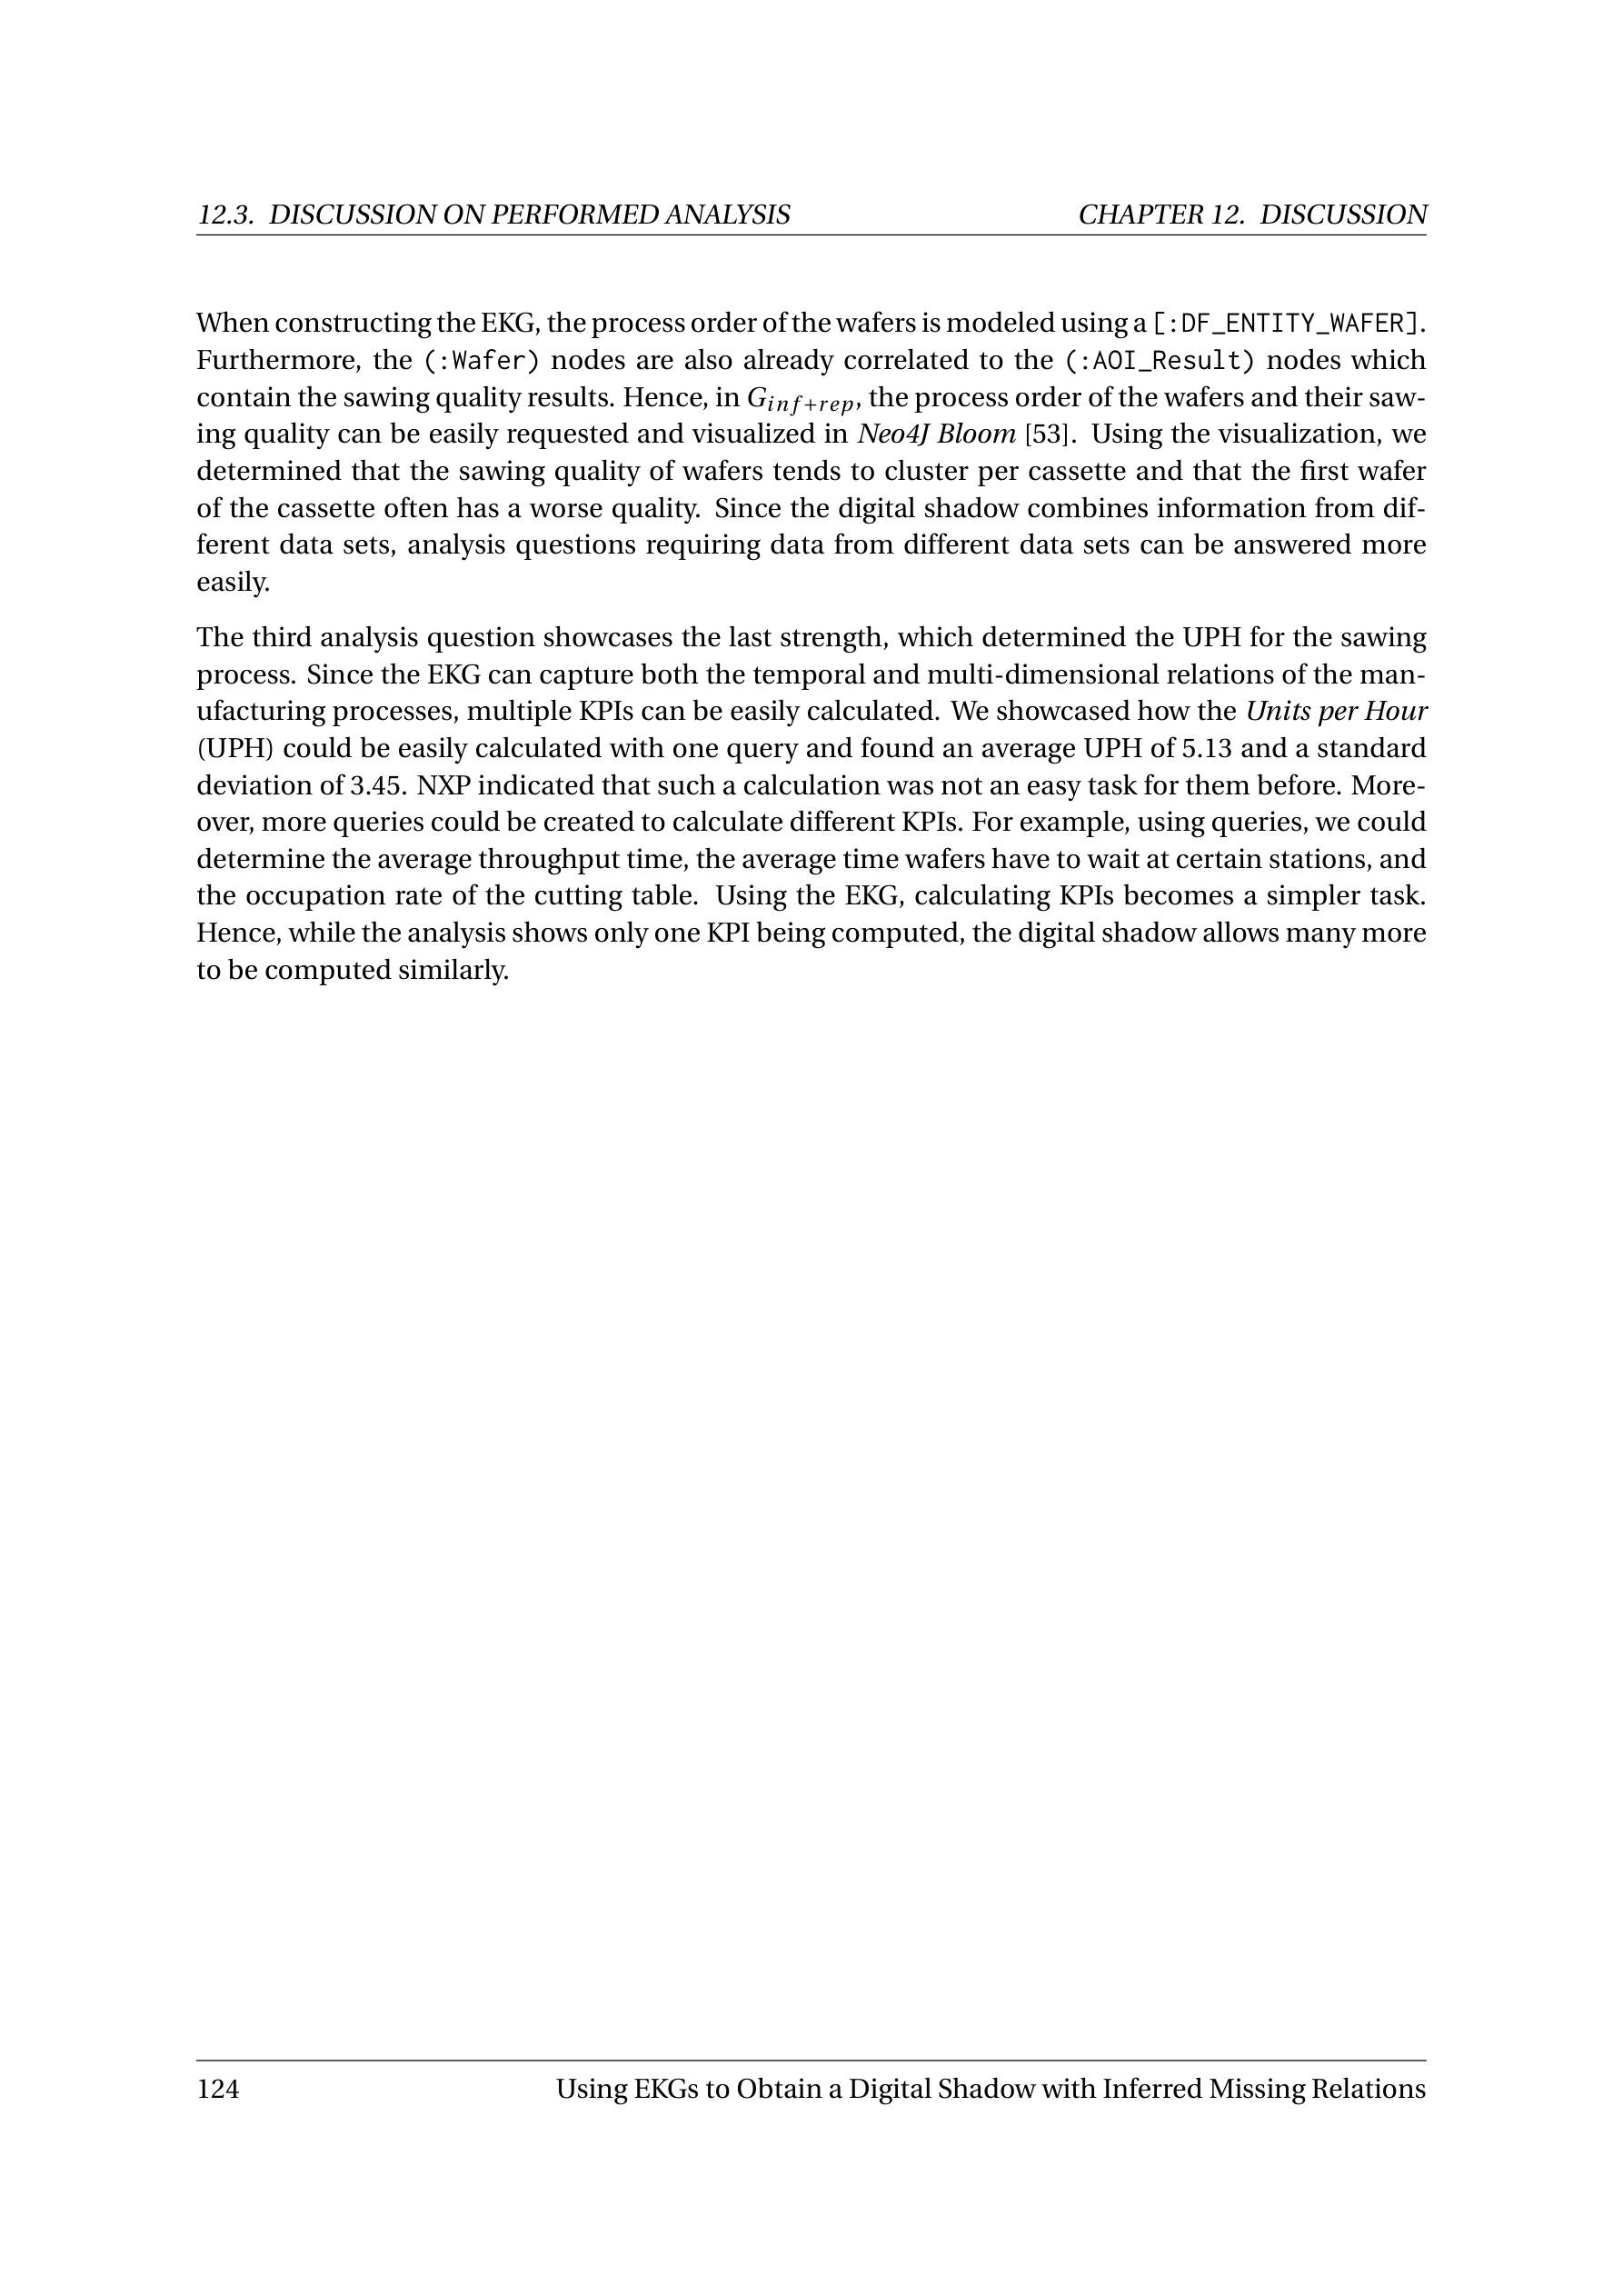 12.3. DISCUSSION ON PERFORMED ANALYSIS CHAPTER 12. DISCUSSION
When constructing the EKG, the process order of the wafers is modeled using a [:DF_ENTITY_WAFER].
Furthermore, the (:Wafer) nodes are also already correlated to the (:AOI_Result) nodes which
contain the sawing quality results. Hence, in Ginf+rep, the process order of the wafers and their saw-
ing quality can be easily requested and visualized in Neo4J Bloom [53]. Using the visualization, we
determined that the sawing quality of wafers tends to cluster per cassette and that the first wafer
of the cassette often has a worse quality. Since the digital shadow combines information from dif-
ferent data sets, analysis questions requiring data from different data sets can be answered more
easily.
The third analysis question showcases the last strength, which determined the UPH for the sawing
process. Since the EKG can capture both the temporal and multi-dimensional relations of the man-
ufacturing processes, multiple KPIs can be easily calculated. We showcased how the Units per Hour
(UPH) could be easily calculated with one query and found an average UPH of 5.13 and a standard
deviation of 3.45. NXP indicated that such a calculation was not an easy task for them before. More-
over, more queries could be created to calculate different KPIs. For example, using queries, we could
determine the average throughput time, the average time wafers have to wait at certain stations, and
the occupation rate of the cutting table. Using the EKG, calculating KPIs becomes a simpler task.
Hence, while the analysis shows only one KPI being computed, the digital shadow allows many more
to be computed similarly.
124 Using EKGs to Obtain a Digital Shadow with Inferred Missing Relations